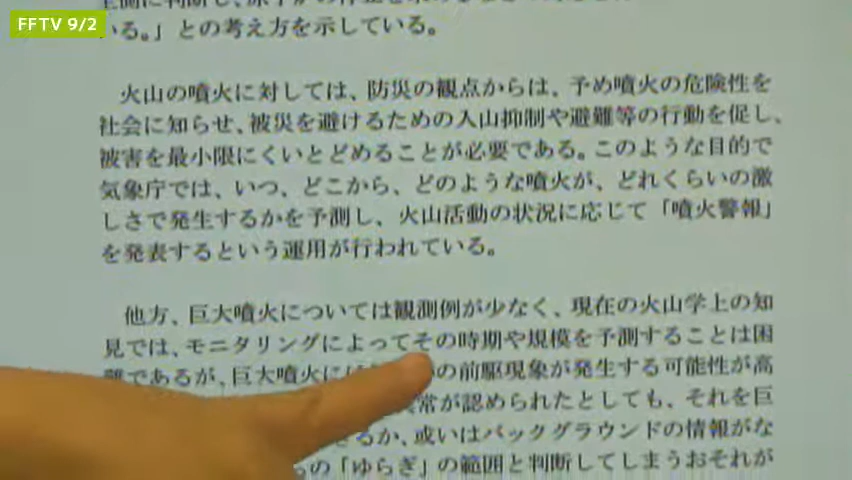 FFTV 9/2
いる。」との考え方を示している。
火山の噴火に対しては、防災の観点からは、予め噴火の危険性を
社会に知らせ、被災を避けるための入山抑制や避難等の行動を促し、
被害を最小限にくいとどめることが必要である。このような目的で
気象庁では、いつ、どこから、どのような噴火が、どれくらいの激
しさで発生するかを予測し、火山活動の状況に応じて「噴火警報」
を発表するという運用が行われている。
他方、巨大噴火については観測例が少なく、現在の火山学上の知
見では、モニタリングによってその時期や規模を予測することは困
難であるが、巨大噴火には の前駆現象が発生する可能性が高
常が認められたとしても、それを巨
るか、或いはバックグラウンドの情報がな
の「ゆらぎ」の範囲と判断してしまうおそれが